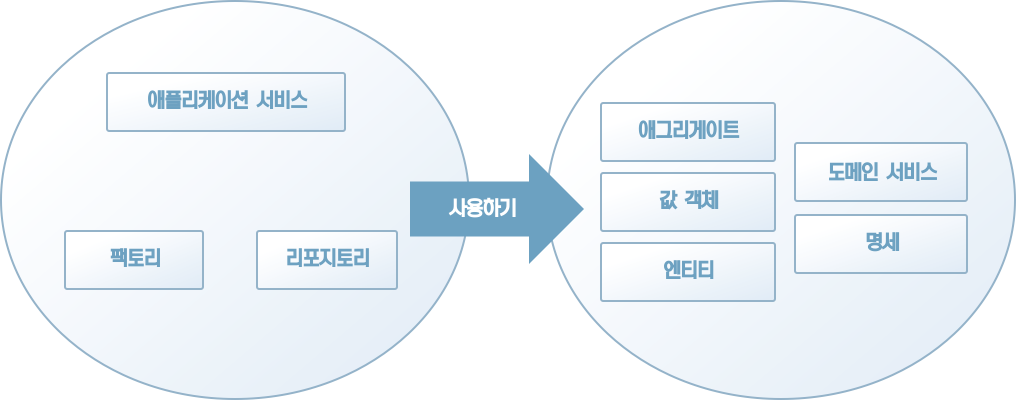 애플리케이션 서비스
팩토리
리포지토리
사용하기
애그리게이트
값 객체
엔티티
도메인 서비스
명세